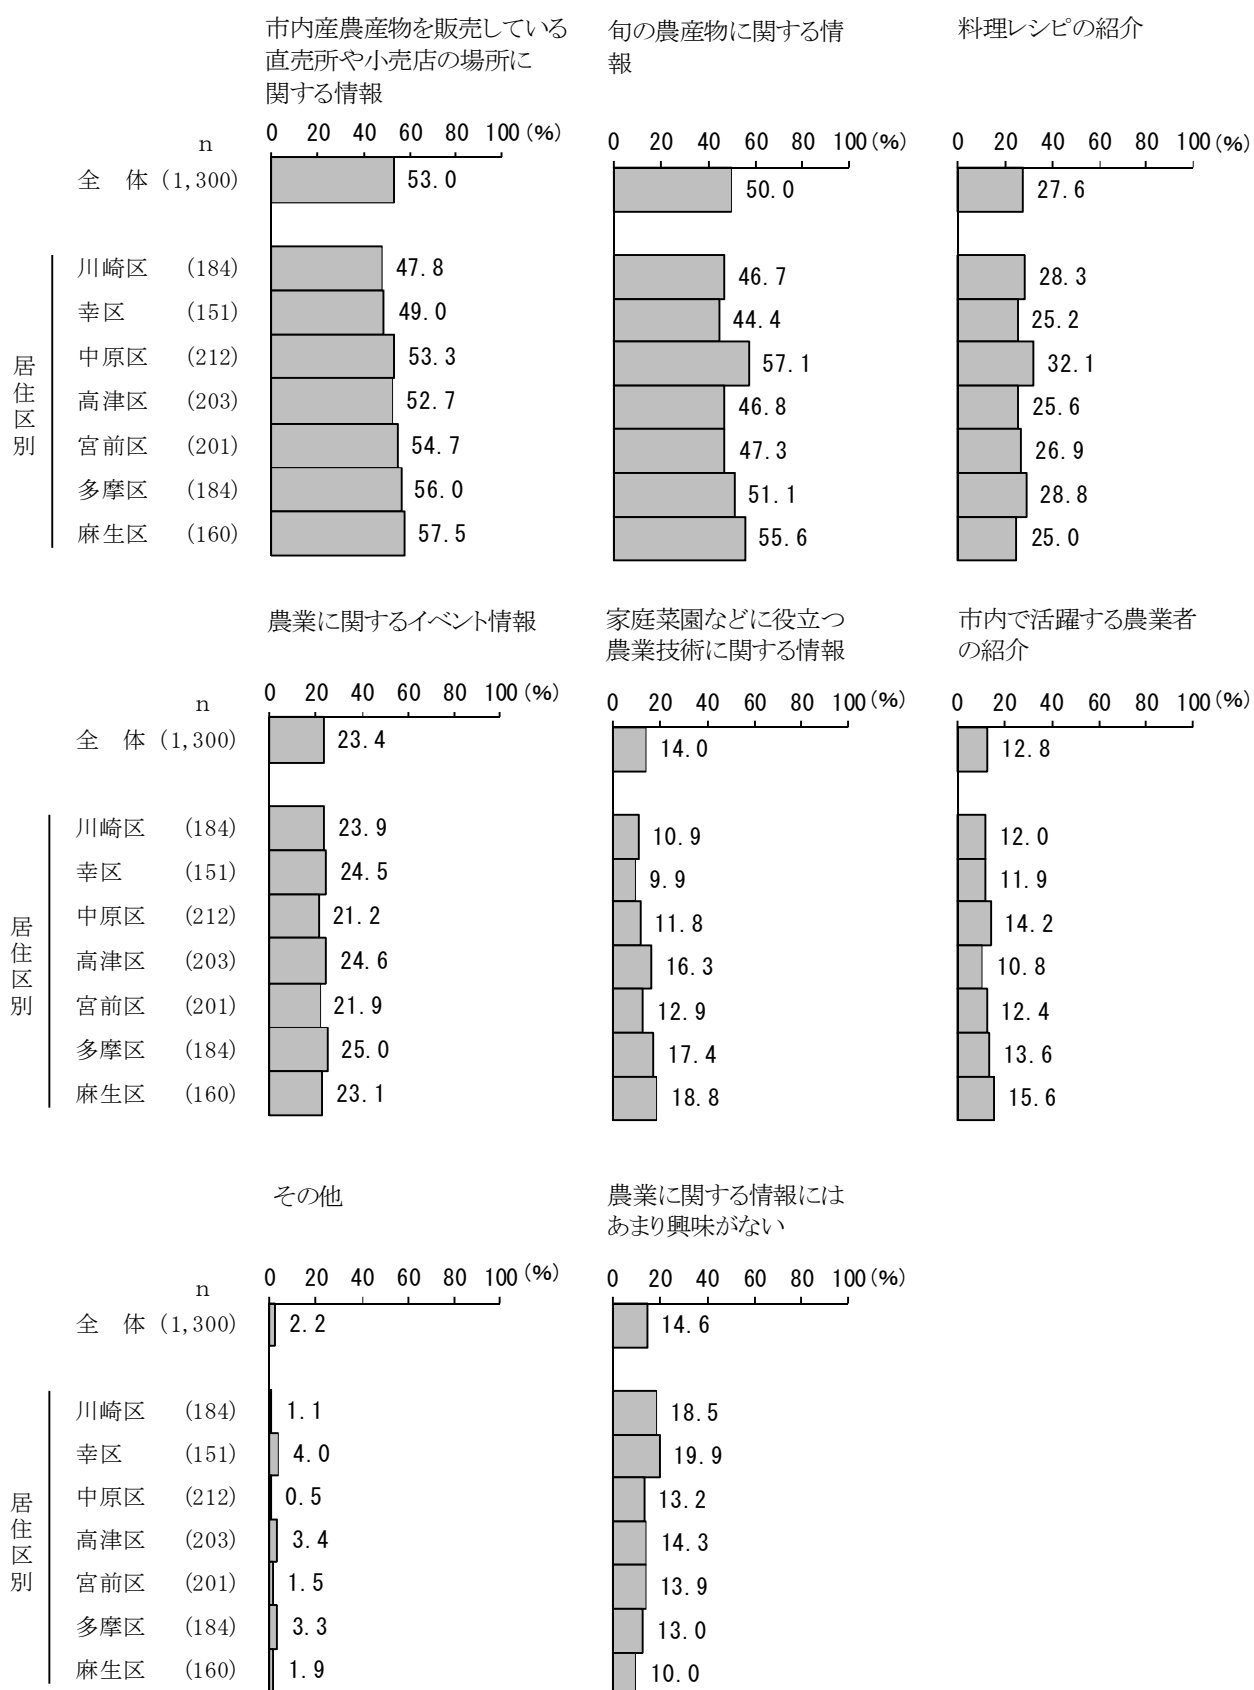 市内産農産物を販売している
直売所や小売店の場所に
関する情報
旬の農産物に関する情
報
料理レシピの紹介
n
0 20 40 60 80 100(%)
0 20 40 60 80 100(%)
0 20 40 60 80 100(%)
全 体 (1,300) 53.0 50.0 27.6
居住区別
川崎区 (184) 47.8 46.7 28.3
幸区 (151) 49.0 44.4 25.2
中原区 (212) 53.3 57.1 32.1
高津区 (203) 52.7 46.8 25.6
宮前区 (201) 54.7 47.3 26.9
多摩区 (184) 56.0 51.1 28.8
麻生区 (160) 57.5 55.6 25.0
農業に関するイベント情報
家庭菜園などに役立つ
農業技術に関する情報
市内で活躍する農業者
の紹介
n
0 20 40 60 80 100(%)
0 20 40 60 80 100(%)
0 20 40 60 80 100(%)
全 体 (1,300) 23.4 14.0 12.8
居住区別
川崎区 (184) 23.9 10.9 12.0
幸区 (151) 24.5 9.9 11.9
中原区 (212) 21.2 11.8 14.2
高津区 (203) 24.6 16.3 10.8
宮前区 (201) 21.9 12.9 12.4
多摩区 (184) 25.0 17.4 13.6
麻生区 (160) 23.1 18.8 15.6
その他
農業に関する情報には
あまり興味がない
n
0 20 40 60 80 100(%)
0 20 40 60 80 100(%)
全 体 (1,300) 2.2 14.6
居住区別
川崎区 (184) 1.1 18.5
幸区 (151) 4.0 19.9
中原区 (212) 0.5 13.2
高津区 (203) 3.4 14.3
宮前区 (201) 1.5 13.9
多摩区 (184) 3.3 13.0
麻生区 (160) 1.9 10.0